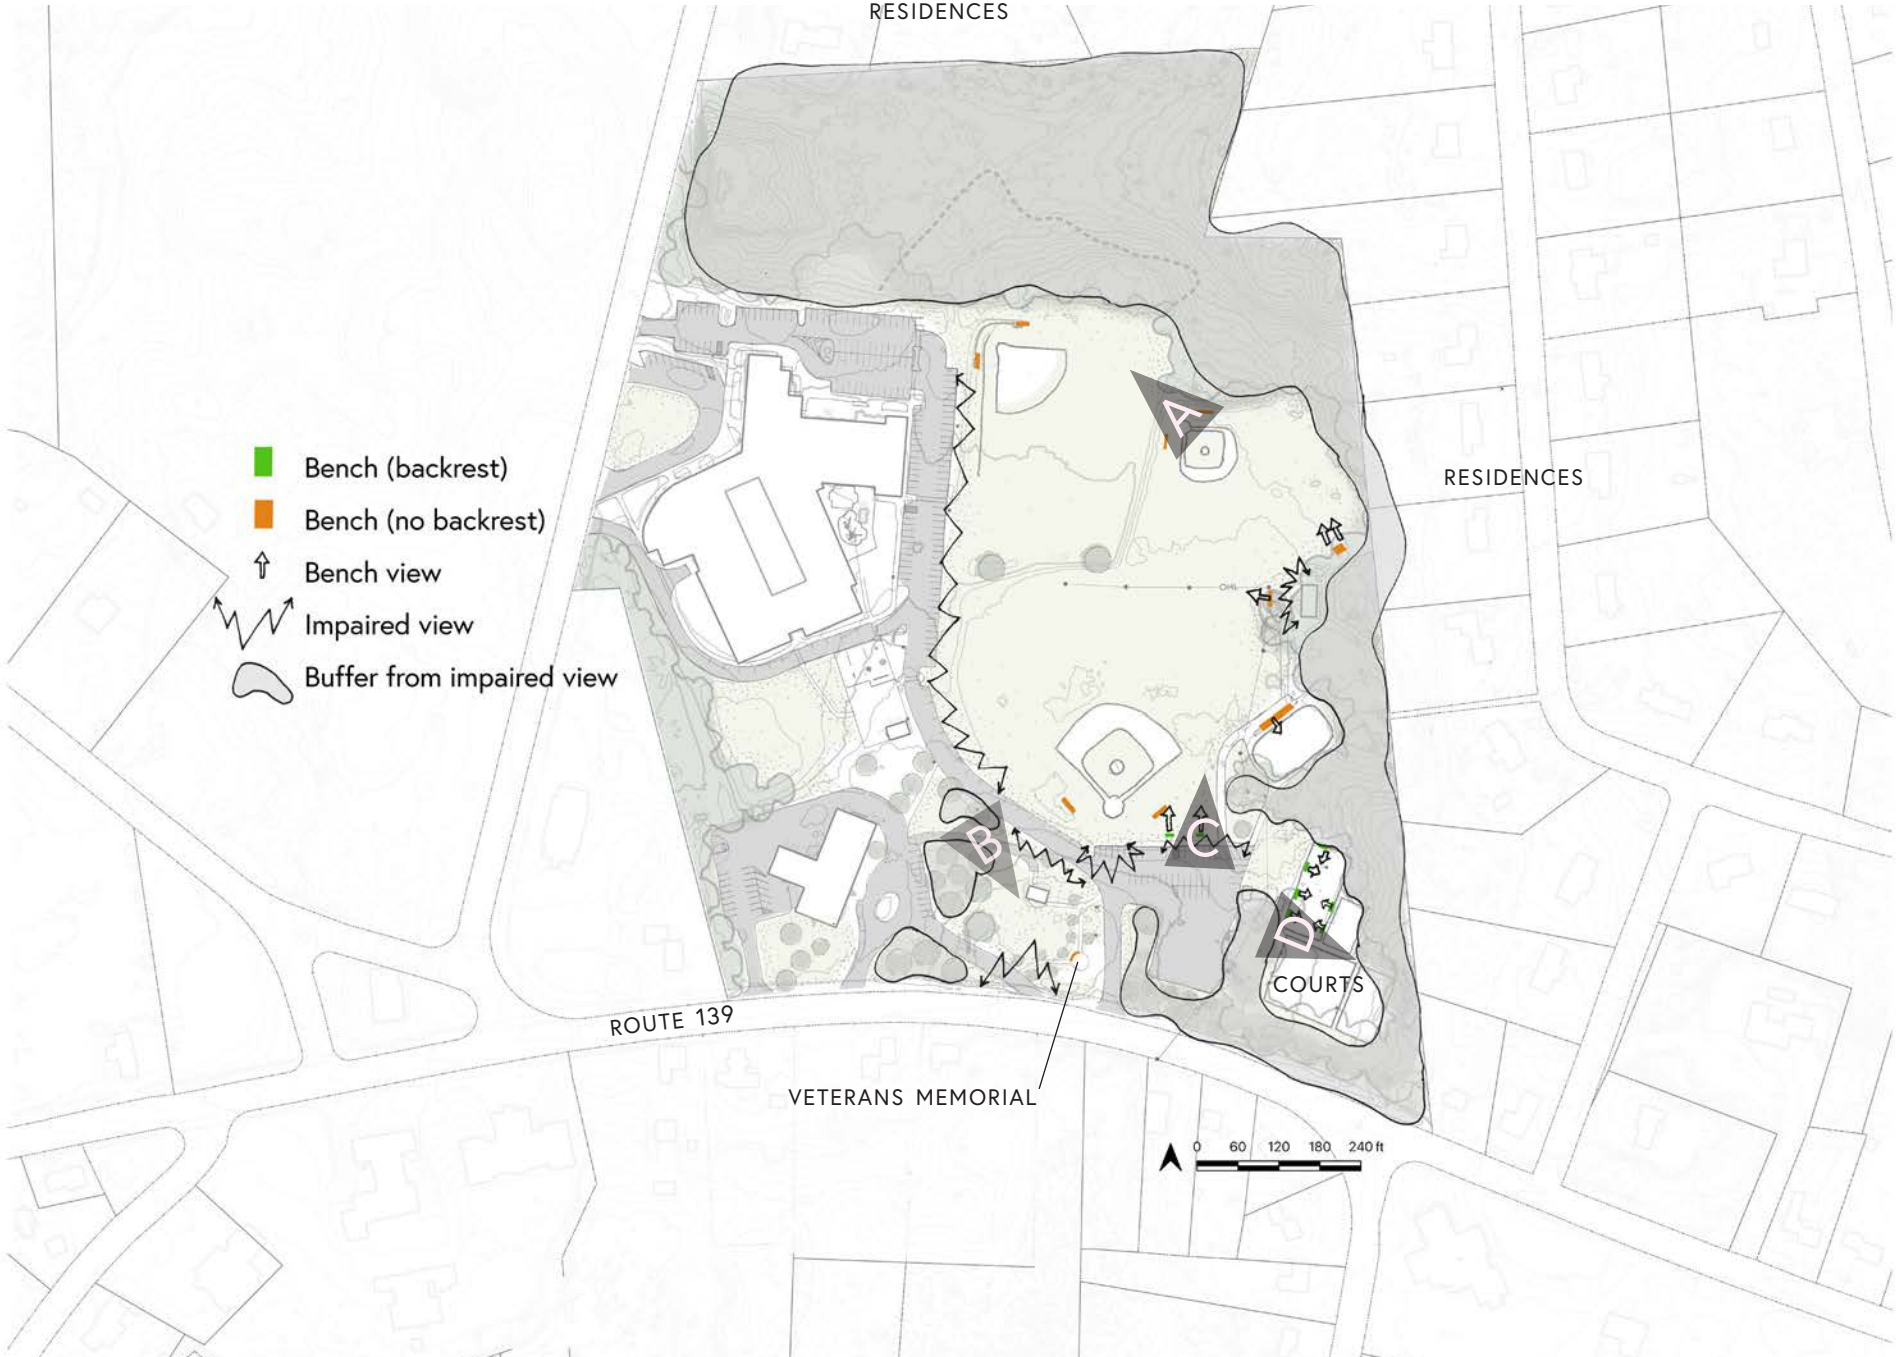 RESIDENCES
A
Bench (backrest)
RESIDENCES
Bench (no backrest)
Bench view
OHL
Impaired view
Buffer from impaired view
B
C
D
COURTS
ROUTE 139
VETERANS MEMORIAL
0 60 120 180 240 ft